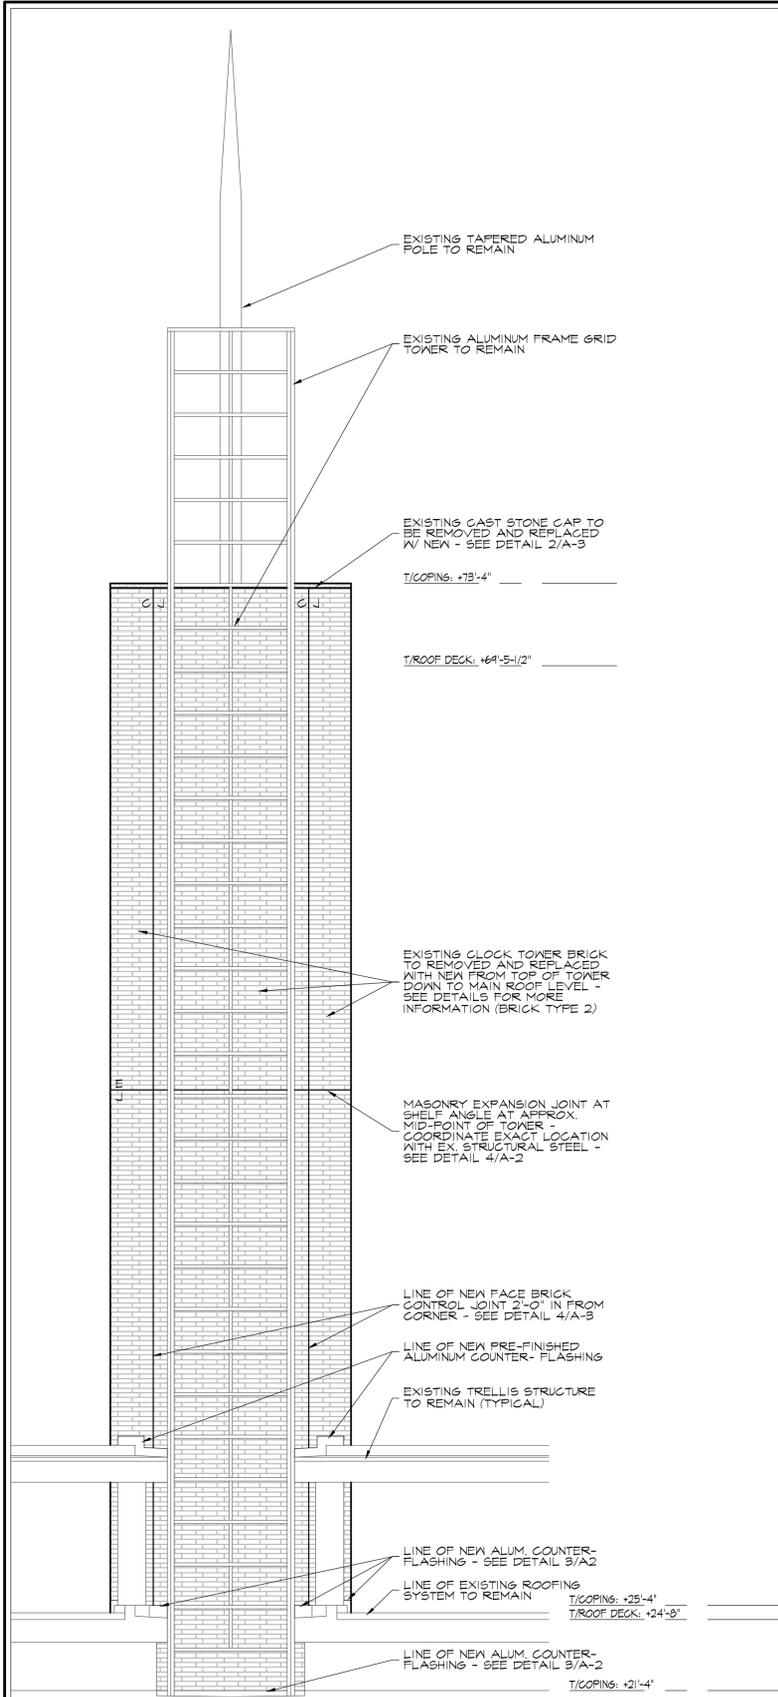 EXISTING TAPERED ALUMINUM
POLE TO REMAIN
EXISTING ALUMINUM FRAME GRID
TOWER TO REMAIN
EXISTING CAST STONE CAP TO
BE REMOVED AND REPLACED
W/ NEW - SEE DETAIL 2/A-3
T/COPING: +73'-4"
C J
C J
T/ROOF DECK: +69'-5-1/2"
EXISTING CLOCK TOWER BRICK
TO REMOVED AND REPLACED
WITH NEW FROM TOP OF TOWER
DOWN TO MAIN ROOF LEVEL -
SEE DETAILS FOR MORE
INFORMATION (BRICK TYPE 2)
E
J
MASONRY EXPANSION JOINT AT
SHELF ANGLE AT APPROX.
MID-POINT OF TOWER -
COORDINATE EXACT LOCATION
WITH EX. STRUCTURAL STEEL -
SEE DETAIL 4/A-2
LINE OF NEW FACE BRICK
CONTROL JOINT 2'-0" IN FROM
CORNER - SEE DETAIL 4/A-3
LINE OF NEW PRE-FINISHED
ALUMINUM COUNTER- FLASHING
EXISTING TRELLIS STRUCTURE
TO REMAIN (TYPICAL)
LINE OF NEW ALUM. COUNTER-
FLASHING - SEE DETAIL 3/A2
LINE OF EXISTING ROOFING
SYSTEM TO REMAIN
T/COPING: +25'-4"
T/ROOF DECK: +24'-8"
LINE OF NEW ALUM. COUNTER-
FLASHING - SEE DETAIL 3/A-2
T/COPING: +21'-4"